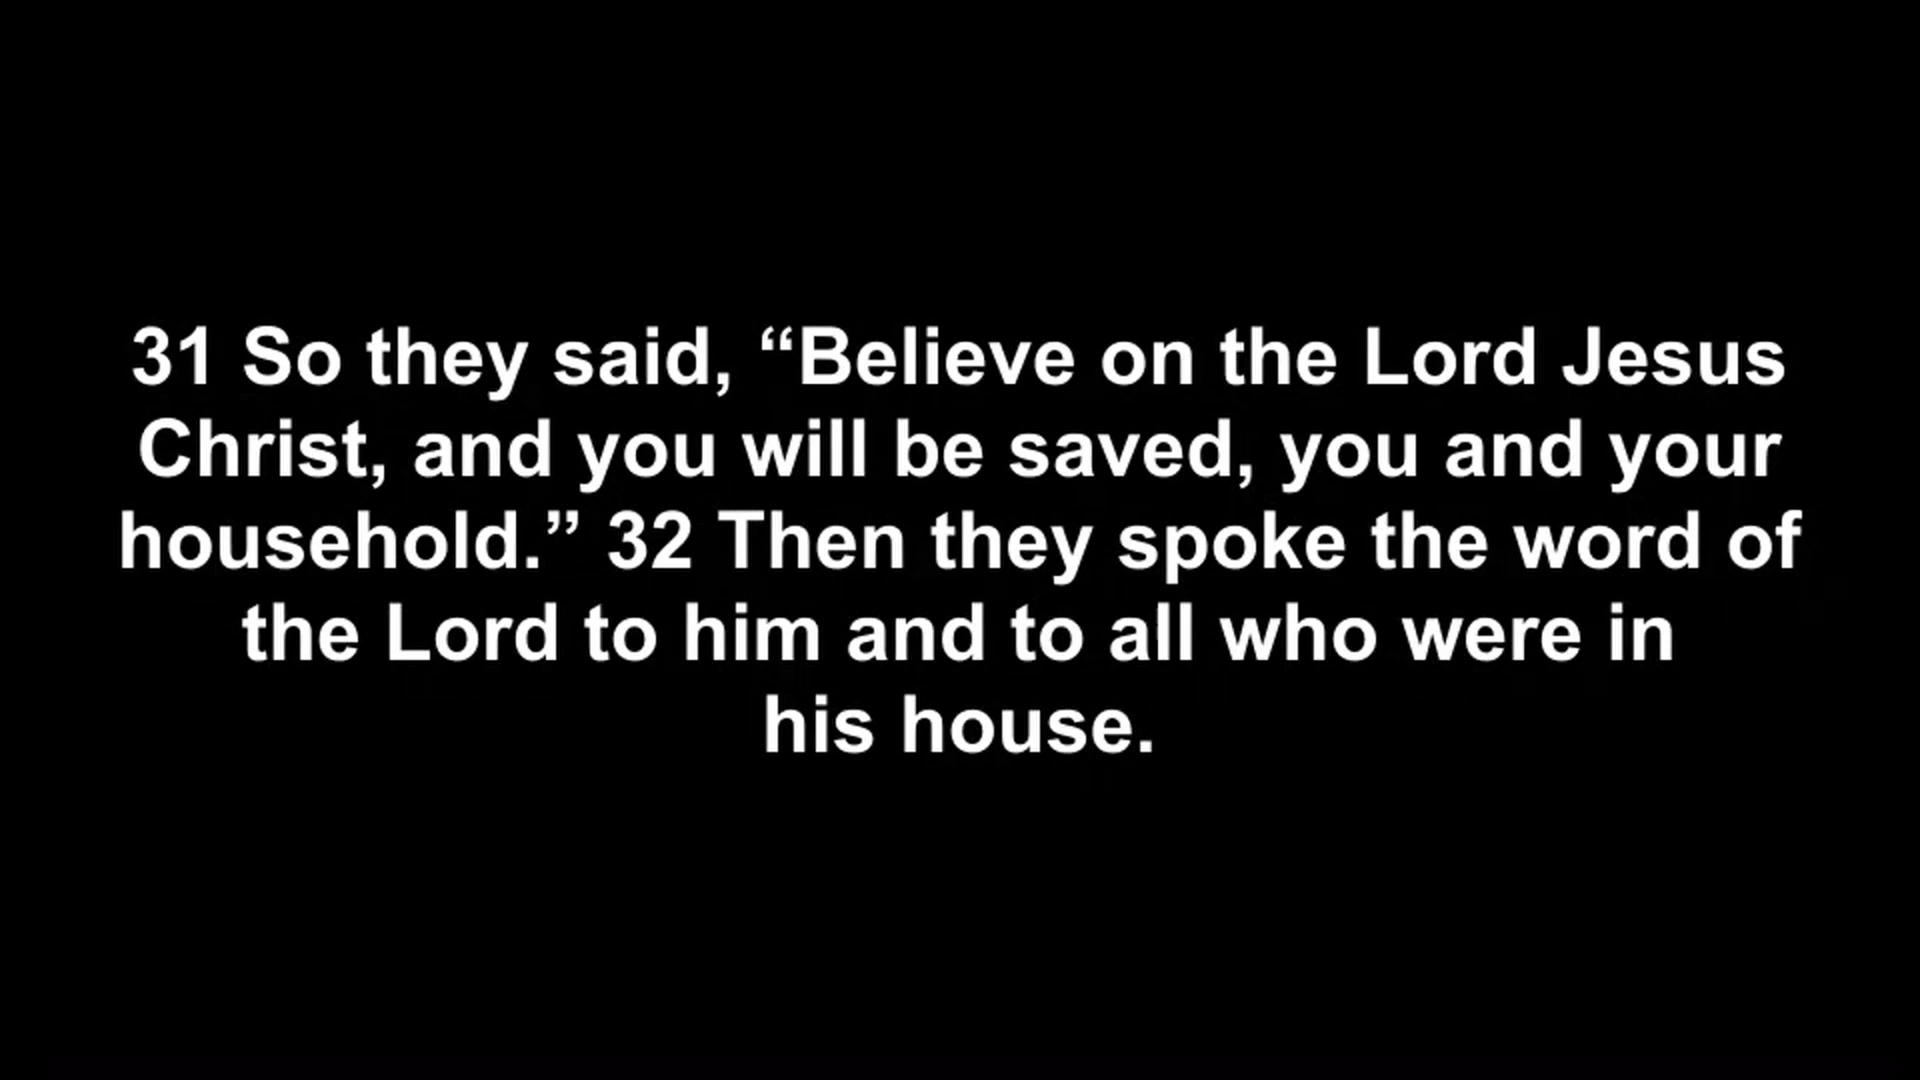 31 So they said, “Believe on the Lord Jesus
Christ, and you will be saved, you and your
household.” 32 Then they spoke the word of
the Lord to him and to all who were in
his house.